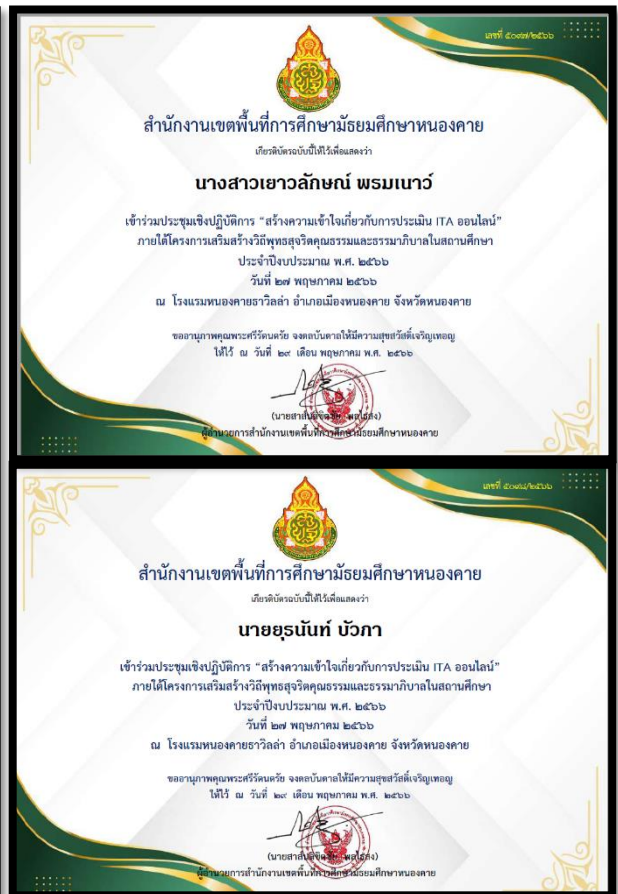 เลขที่ ๕๐๙๗/๒๕๖๖
สำนักงานเขตพื้นที่การศึกษามัธยมศึกษาหนองคาย
เกียรติบัตรฉบับนี้ให้ไว้เพื่อแสดงว่า
นางสาวเยาวลักษณ์ พรมเนาว์
เข้าร่วมประชุมเชิงปฏิบัติการ “สร้างความเข้าใจเกี่ยวกับการประเมิน ITA ออนไลน์”
ภายใต้โครงการเสริมสร้างวิถีพุทธสุจริตคุณธรรมและธรรมาภิบาลในสถานศึกษา
ประจำปีงบประมาณ พ.ศ. ๒๕๖๖
วันที่ ๒๗ พฤษภาคม ๒๕๖๖
ณ โรงแรมหนองคายธาวิลล่า อำเภอเมืองหนองคาย จังหวัดหนองคาย
ขออานุภาพคุณพระศรีรัตนตรัย จงดลบันดาลให้มีความสุขสวัสดิ์เจริญเทอญ
ให้ไว้ ณ วันที่ ๒๙ เดือน พฤษภาคม พ.ศ. ๒๕๖๖
ผู้อำนวยการสำนักงานเขตพื้นที่การศึกษามัธยมศึกษาหนองคาย
เลขที่ ๕๐๙๘/๒๕๖๖
สำนักงานเขตพื้นที่การศึกษามัธยมศึกษาหนองคาย
เกียรติบัตรฉบับนี้ให้ไว้เพื่อแสดงว่า
นายยุรนันท์ บัวภา
เข้าร่วมประชุมเชิงปฏิบัติการ “สร้างความเข้าใจเกี่ยวกับการประเมิน ITA ออนไลน์”
ภายใต้โครงการเสริมสร้างวิถีพุทธสุจริตคุณธรรมและธรรมาภิบาลในสถานศึกษา
ประจำปีงบประมาณ พ.ศ. ๒๕๖๖
วันที่ ๒๗ พฤษภาคม ๒๕๖๖
ณ โรงแรมหนองคายธาวิลล่า อำเภอเมืองหนองคาย จังหวัดหนองคาย
ขออานุภาพคุณพระศรีรัตนตรัย จงดลบันดาลให้มีความสุขสวัสดิ์เจริญเทอญ
ให้ไว้ ณ วันที่ ๒๙ เดือน พฤษภาคม พ.ศ. ๒๕๖๖
ผู้อำนวยการสำนักงานเขตพื้นที่การศึกษามัธยมศึกษาหนองคาย